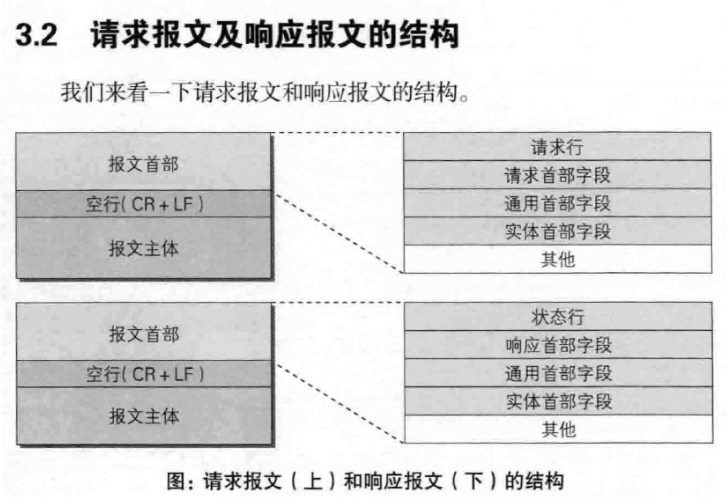 3.2 请求报文及响应报文的结构
我们来看一下请求报文和响应报文的结构。
报文首部
空行(CR+LF)
报文主体
请求行
请求首部字段
通用首部字段
实体首部字段
其他
报文首部
空行(CR+LF)
报文主体
状态行
响应首部字段
通用首部字段
实体首部字段
其他
图:请求报文(上)和响应报文(下)的结构